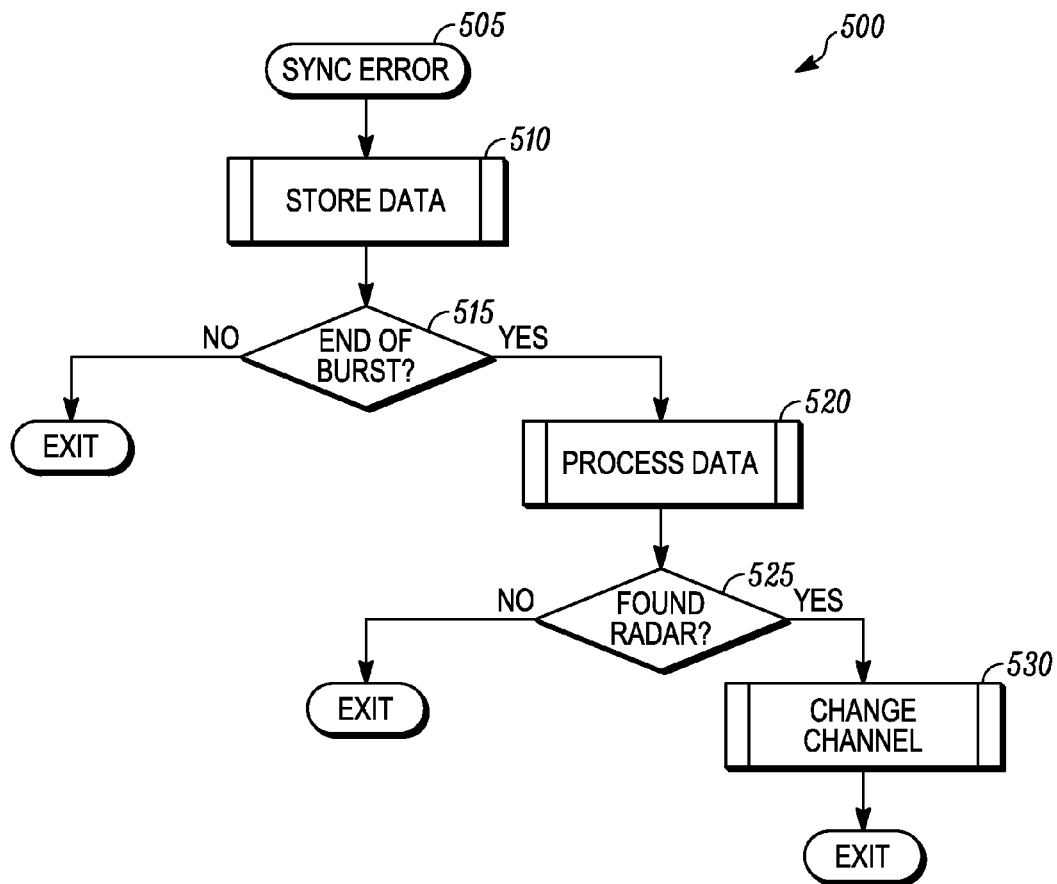 505
500
SYNC ERROR
510
STORE DATA
515
NO
END OF
BURST?
YES
EXIT
520
PROCESS DATA
525
NO
FOUND
RADAR?
YES
EXIT
530
CHANGE
CHANNEL
EXIT